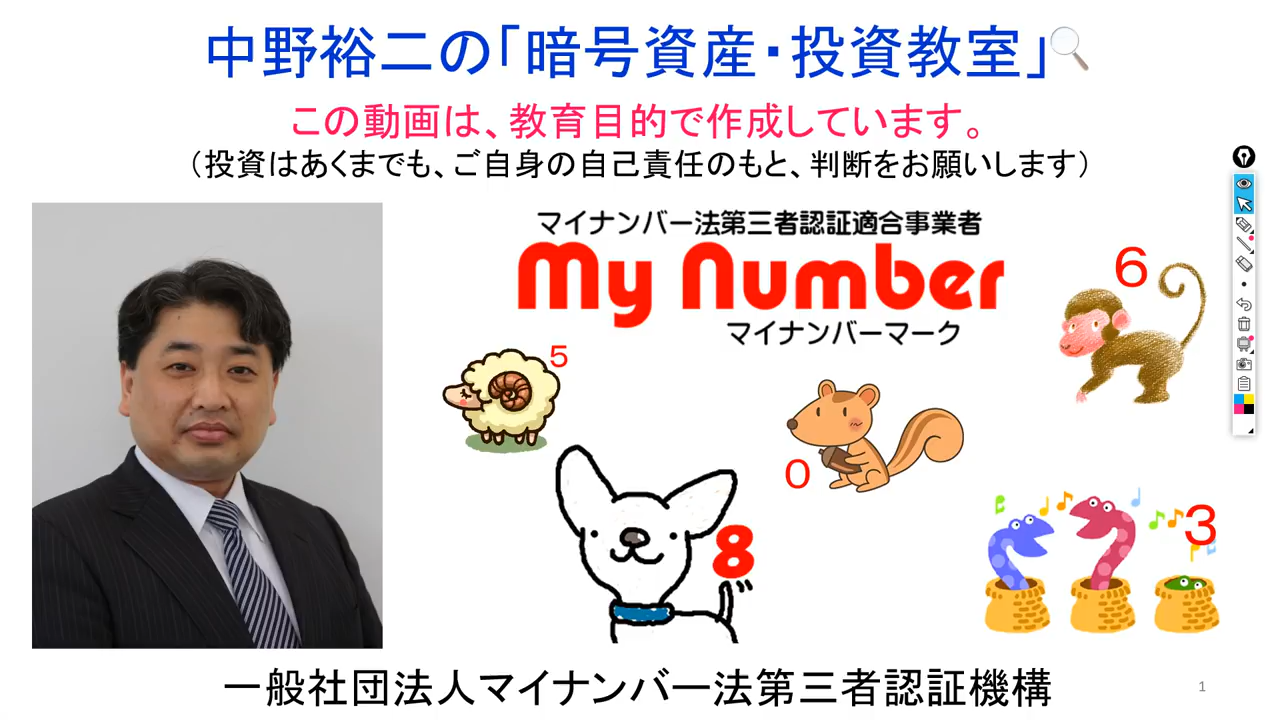 中野裕二の「暗号資産・投資教室」
この動画は、教育目的で作成しています。
（投資はあくまでも、ご自身の自己責任のもと、判断をお願いします）
マイナンバー法第三者認証適合事業者
My Number
マイナンバーマーク
6
5
0
8
3
一般社団法人マイナンバー法第三者認証機構
1